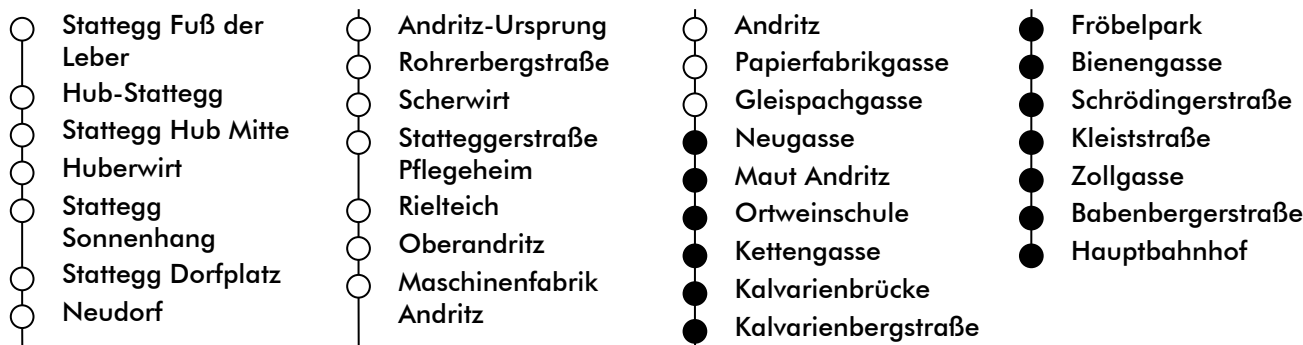 Stattegg Fuß der
Leber
Hub-Stattegg
Stattegg Hub Mitte
Huberwirt
Stattegg
Sonnenhang
Stattegg Dorfplatz
Neudorf
Andritz-Ursprung
Rohrerbergstraße
Scherwirt
Statteggerstraße
Pflegeheim
Rielteich
Oberandritz
Maschinenfabrik
Andritz
Andritz
Papierfabrikgasse
Gleispachgasse
Neugasse
Maut Andritz
Ortweinschule
Kettengasse
Kalvarienbrücke
Kalvarienbergstraße
Fröbelpark
Bienengasse
Schrödingerstraße
Kleiststraße
Zollgasse
Babenbergerstraße
Hauptbahnhof